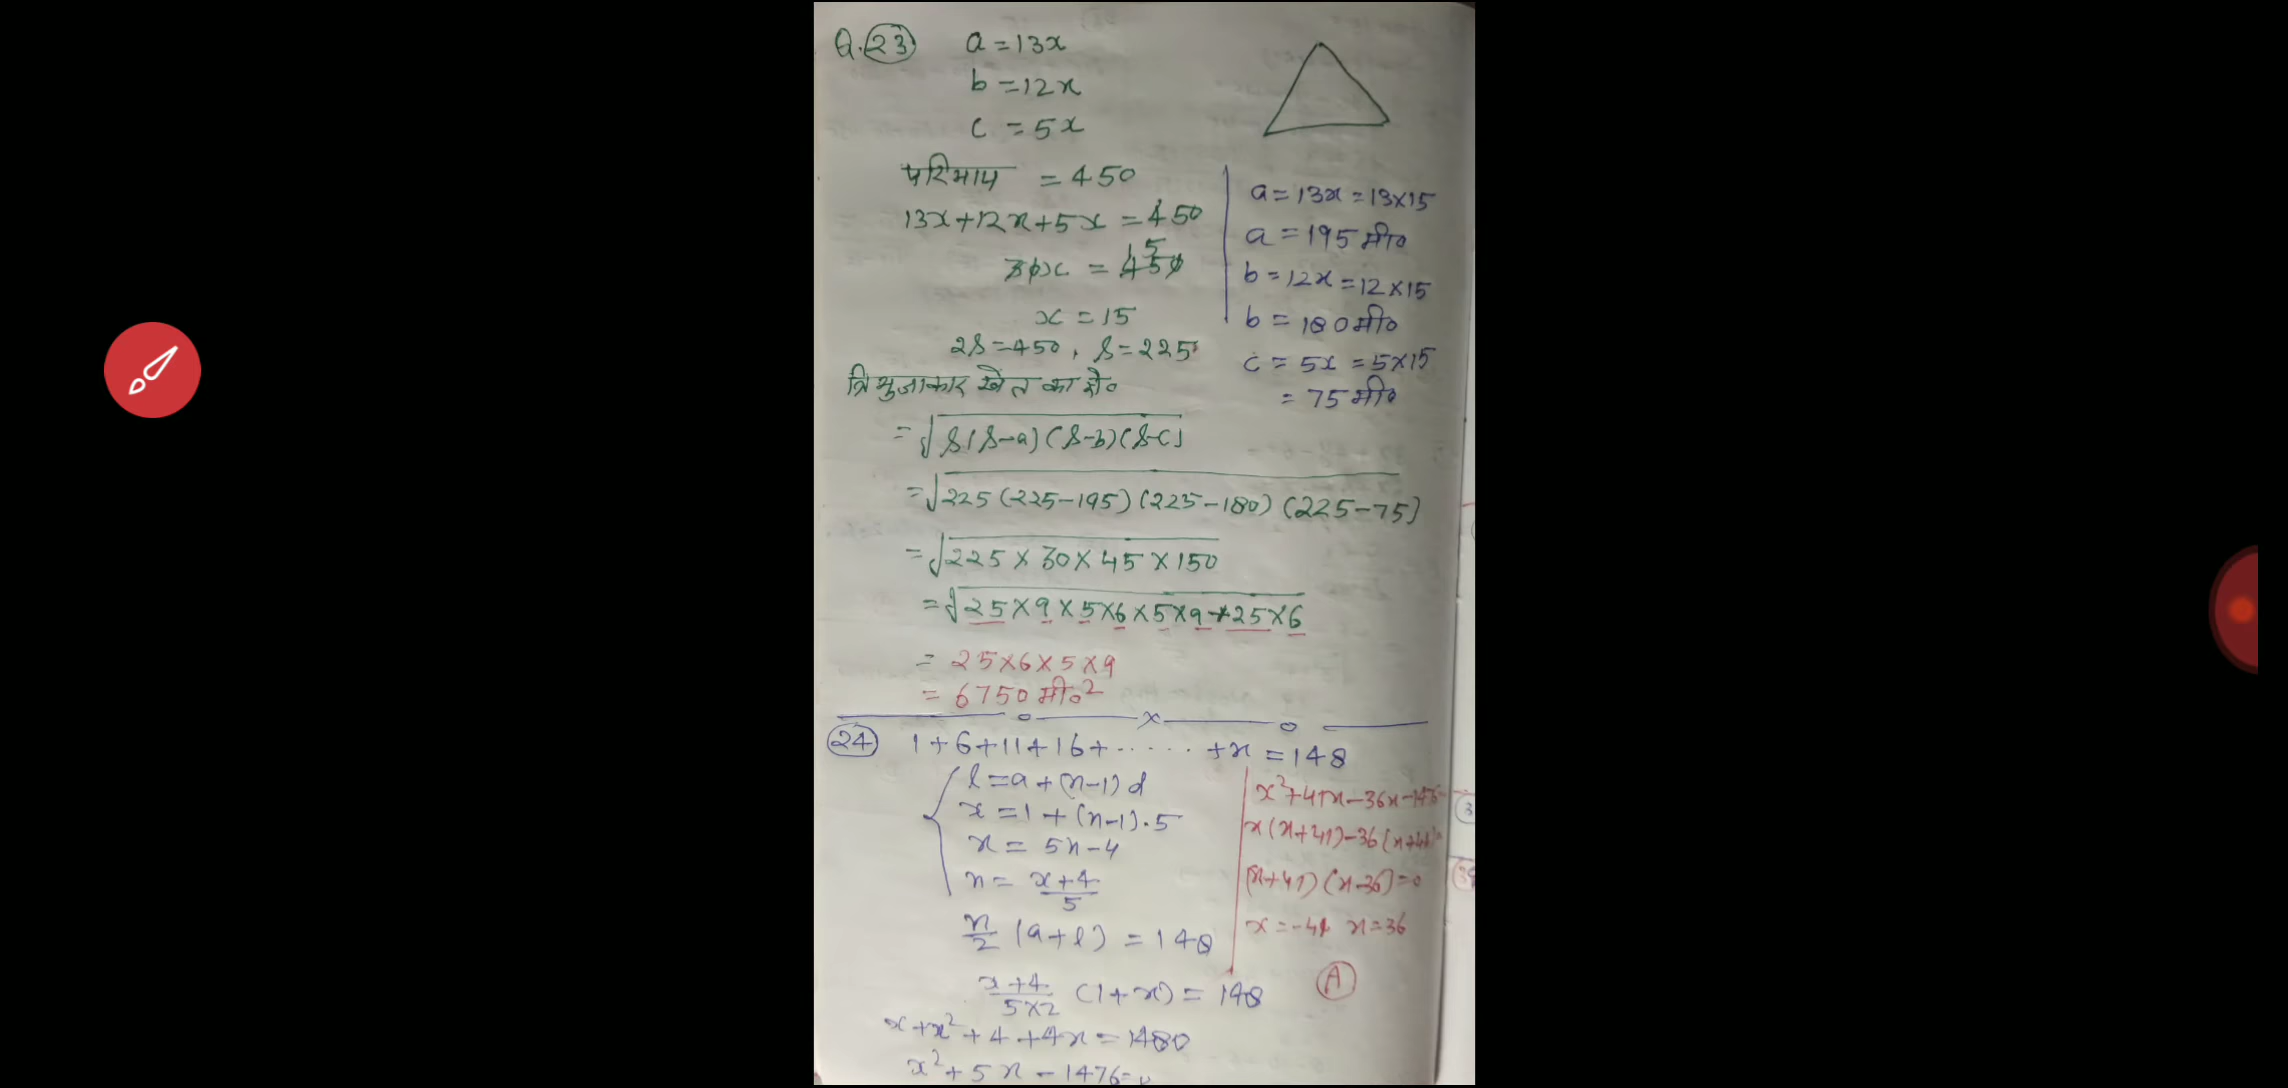 Q.23 a = 13x
b = 12x
c = 5x
परिमाप = 450
13x+12x+5x = 450
30x = 450
15
x = 15
2s = 450, s = 225
a = 13x = 13×15
a = 195 मी०
b = 12x = 12×15
b = 180 मी०
c = 5x = 5×15
= 75 मी०
त्रिभुजाकार खेत का क्षे०
= √s(s-a)(s-b)(s-c)
= √225(225-195)(225-180)(225-75)
= √225×30×45×150
= √25×9×5×6×5×9×25×6
= 25×6×5×9
= 6750 मी०²
24 1+6+11+16+......+x = 148
l = a+(n-1)d
x = 1+(n-1).5
x = 5n-4
n = x+4/5
n/2 (a+l) = 148
x+4/5×2 (1+x) = 148
x+x²+4+4x = 1480
x²+5x-1476=0
x²+41x-36x-1476
x(x+41)-36(x+41)=
(x+41)(x-36)=0
x=-41 x=36
A